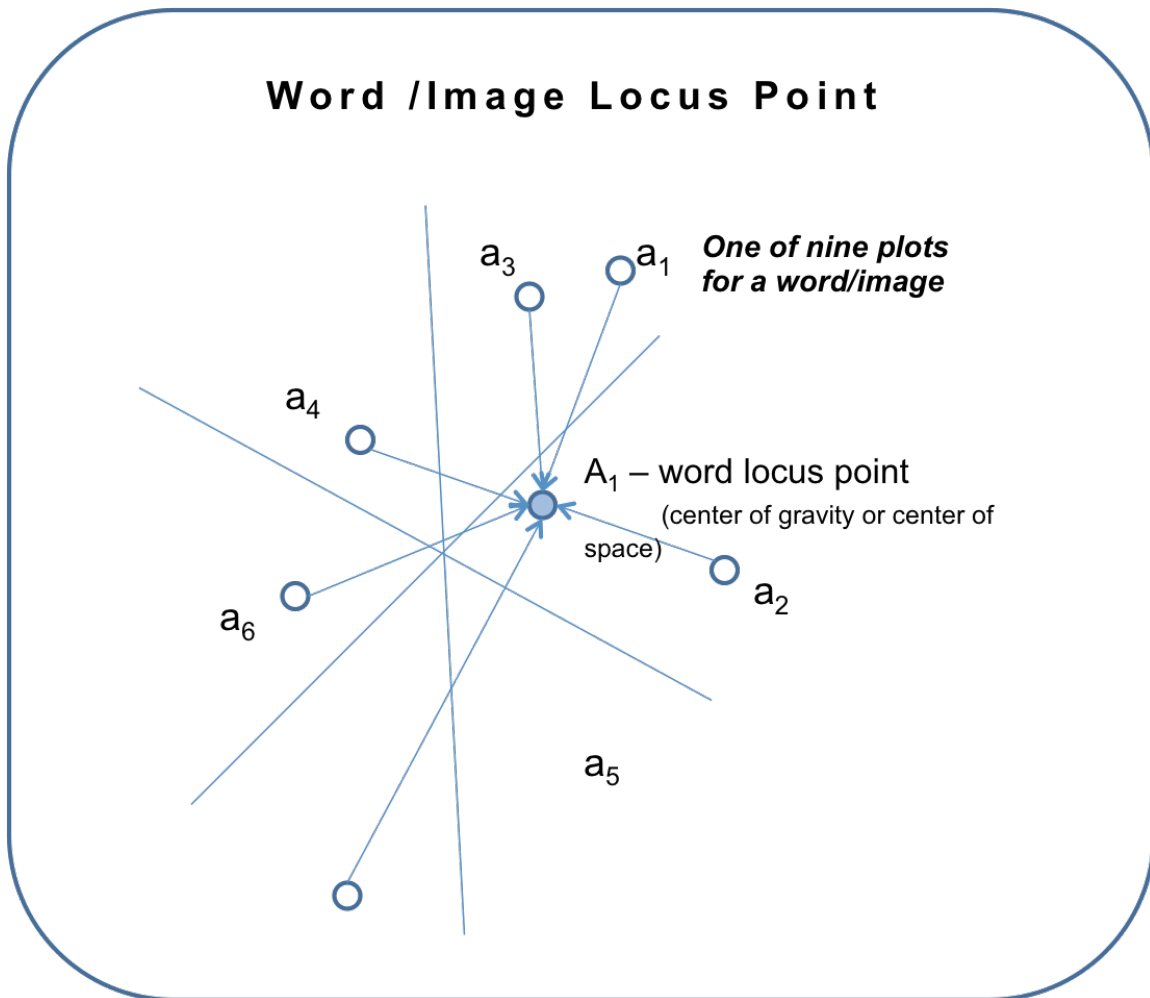 Word /Image Locus Point
a₃
a₁
One of nine plots
for a word/image
a₄
A₁ – word locus point
(center of gravity or center of
space)
a₂
a₆
a₅